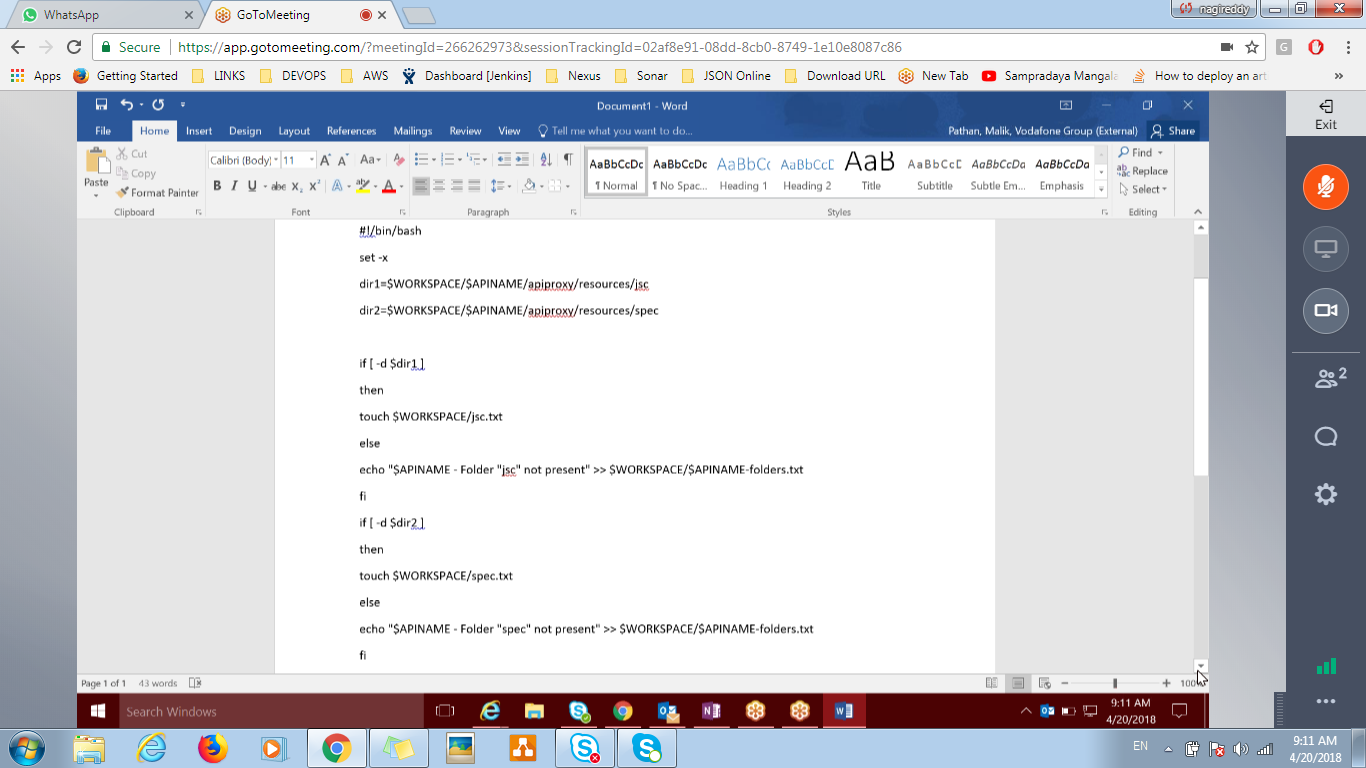 WhatsApp
GoToMeeting
nagireddy
Secure https://app.gotomeeting.com/?meetingId=266262973&sessionTrackingId=02af8e91-08dd-8cb0-8749-1e10e8087c86
Apps Getting Started LINKS DEVOPS AWS Dashboard [Jenkins] Nexus Sonar JSON Online Download URL New Tab Sampradaya Mangala How to deploy an art »
Document1 - Word
File Home Insert Design Layout References Mailings Review View Tell me what you want to do... Pathan, Malik, Vodafone Group (External) Share
Paste
Cut
Copy
Format Painter
Clipboard
Calibri (Body) 11
Font
Paragraph
AaBbCcDc AaBbCcDc AaBbCc AaBbCcD AaB AaBbCcD AaBbCcDa AaBbCcDa
¶ Normal ¶ No Spac... Heading 1 Heading 2 Title Subtitle Subtle Em... Emphasis
Styles
Find
Replace
Select
Editing
Exit
2
#!/bin/bash
set -x
dir1=$WORKSPACE/$APINAME/apiproxy/resources/jsc
dir2=$WORKSPACE/$APINAME/apiproxy/resources/spec
if [ -d $dir1 ]
then
touch $WORKSPACE/jsc.txt
else
echo "$APINAME - Folder "jsc" not present" >> $WORKSPACE/$APINAME-folders.txt
fi
if [ -d $dir2 ]
then
touch $WORKSPACE/spec.txt
else
echo "$APINAME - Folder "spec" not present" >> $WORKSPACE/$APINAME-folders.txt
fi
Page 1 of 1 43 words
Search Windows
9:11 AM
4/20/2018
EN
9:11 AM
4/20/2018